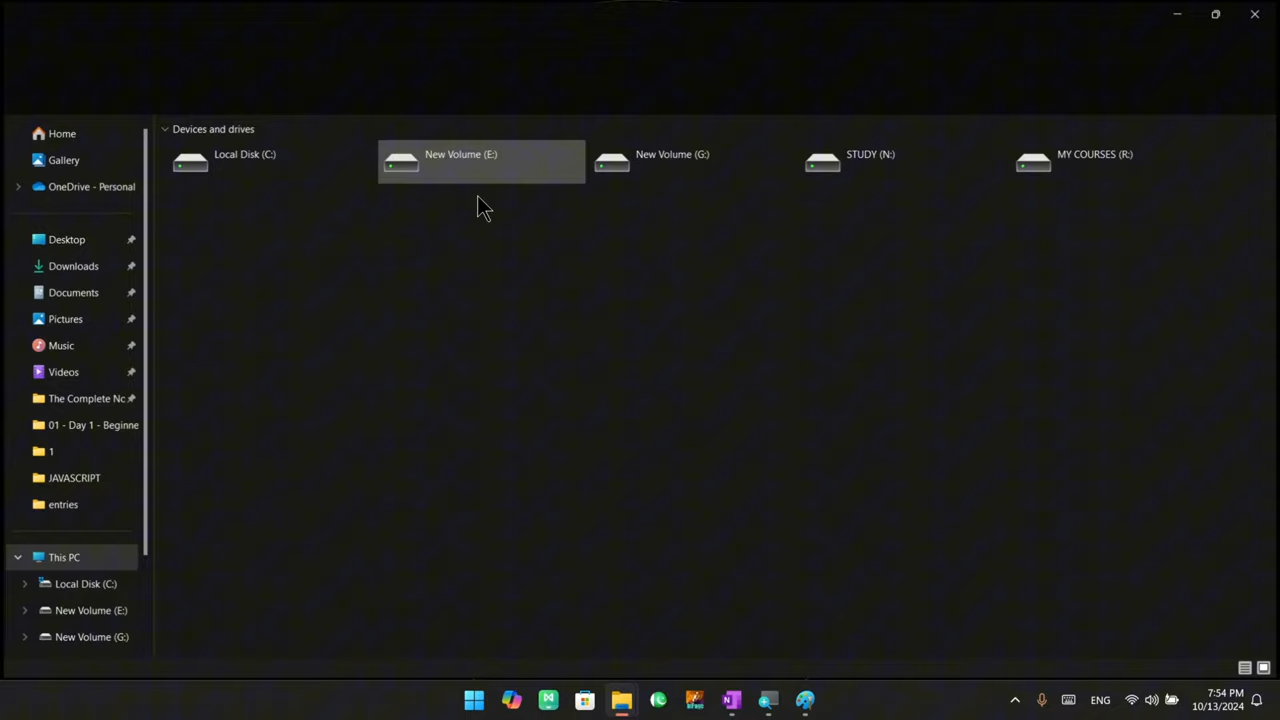 Devices and drives
Local Disk (C:)
New Volume (E:)
New Volume (G:)
STUDY (N:)
MY COURSES (R:)
Home
Gallery
OneDrive - Personal
Desktop
Downloads
Documents
Pictures
Music
Videos
The Complete Nc
01 - Day 1 - Beginne
1
JAVASCRIPT
entries
This PC
Local Disk (C:)
New Volume (E:)
New Volume (G:)
ENG
7:54 PM
10/13/2024